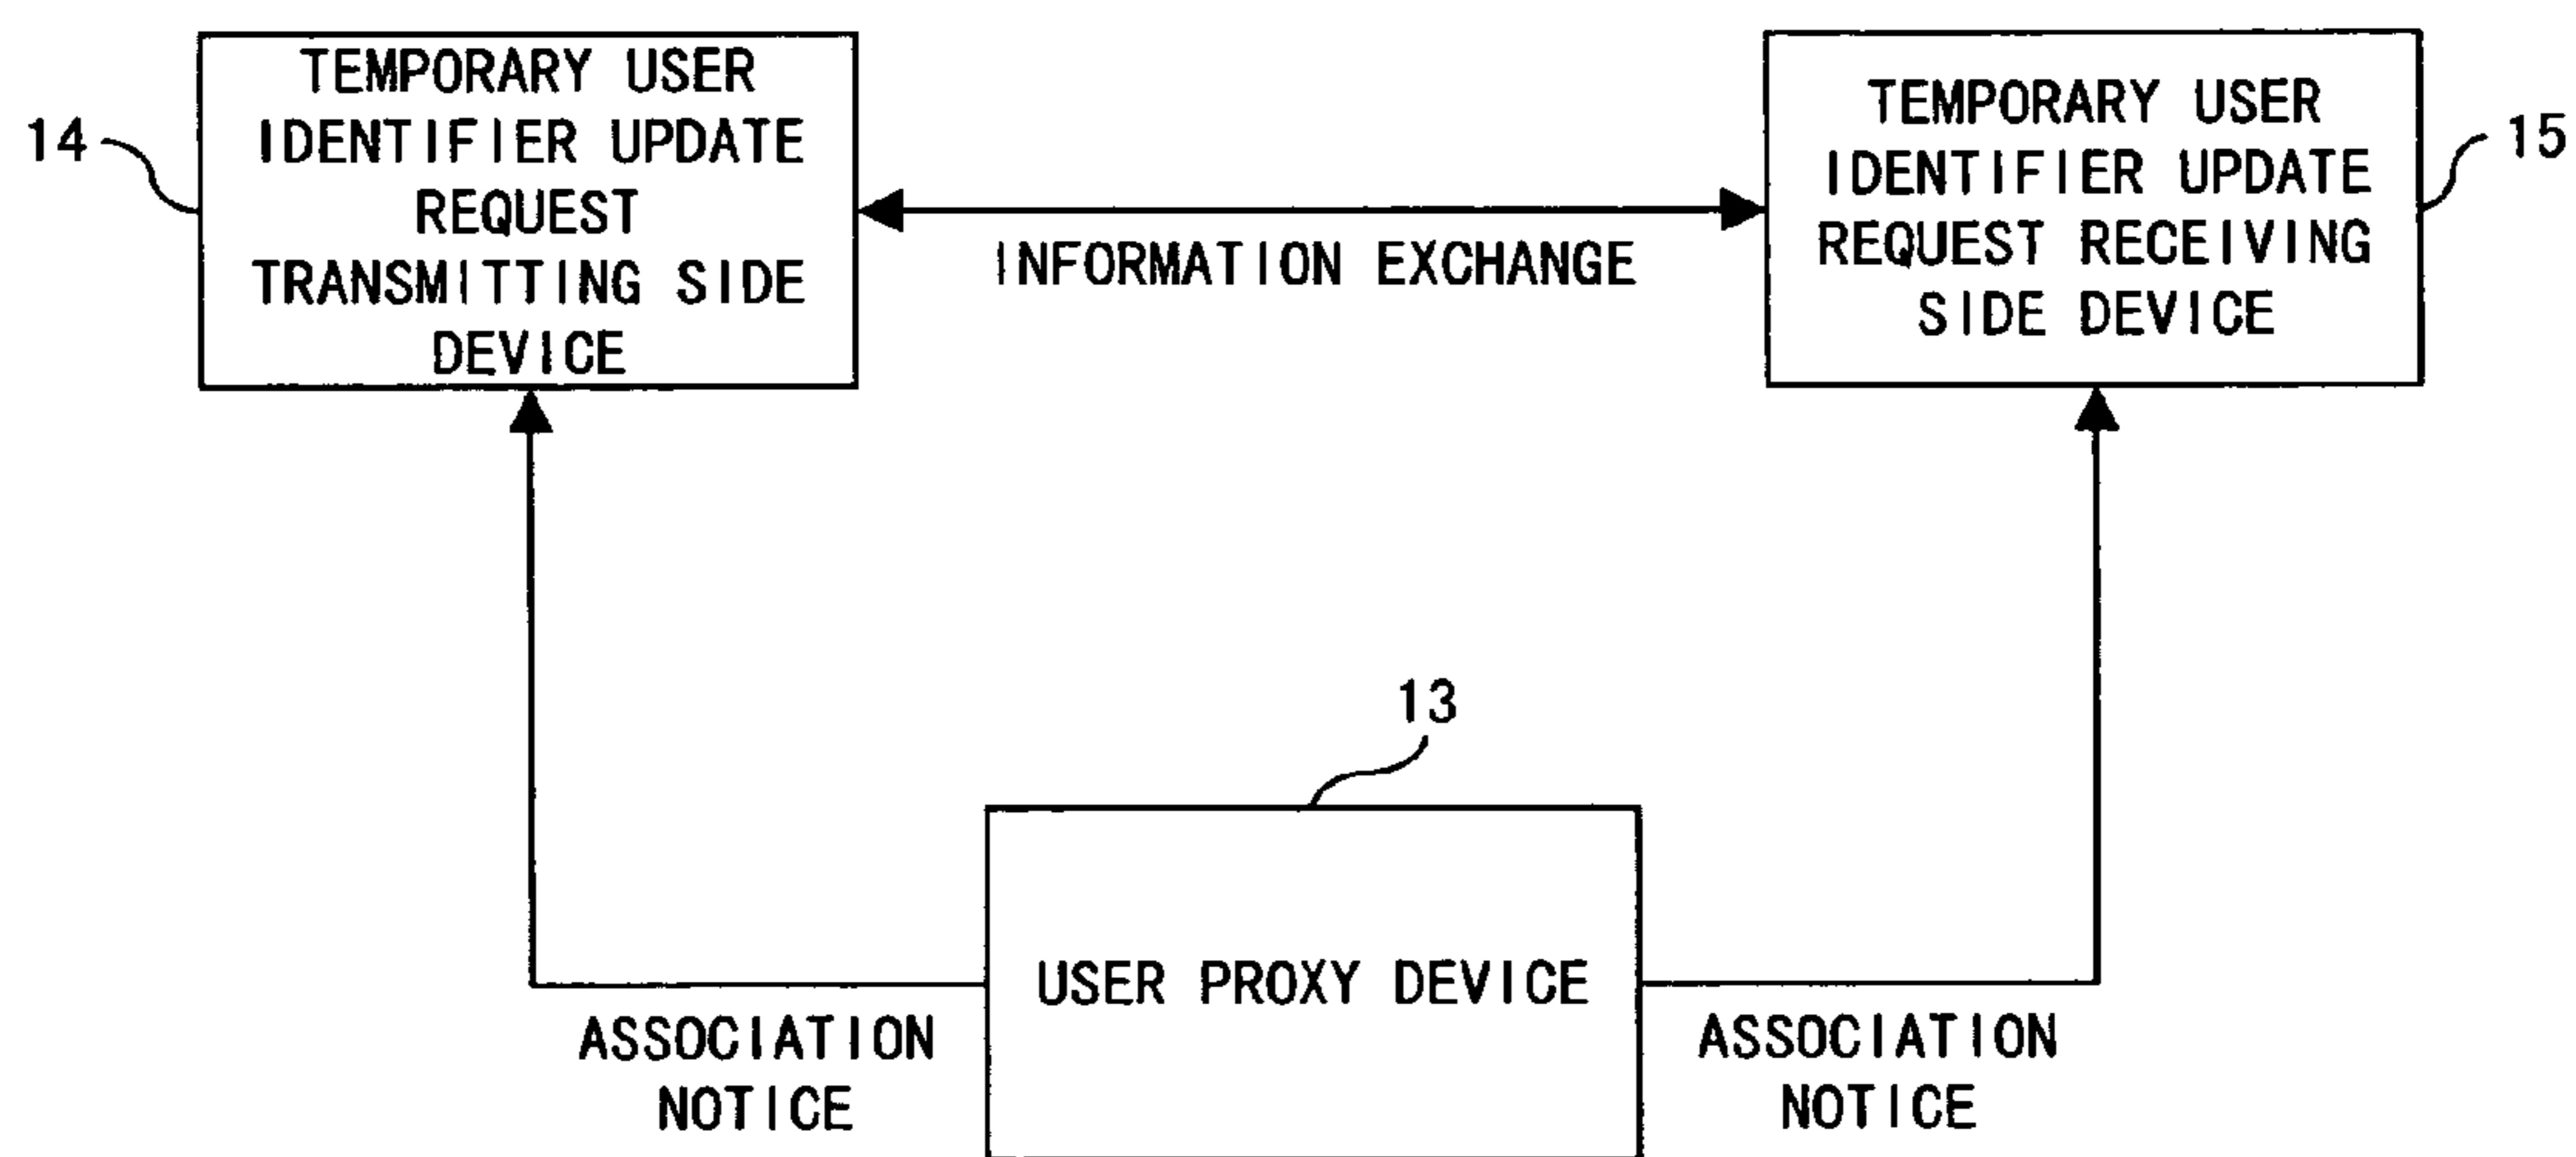 14
TEMPORARY USER
IDENTIFIER UPDATE
REQUEST
TRANSMITTING SIDE
DEVICE
INFORMATION EXCHANGE
TEMPORARY USER
IDENTIFIER UPDATE
REQUEST RECEIVING
SIDE DEVICE
15
13
USER PROXY DEVICE
ASSOCIATION
NOTICE
ASSOCIATION
NOTICE